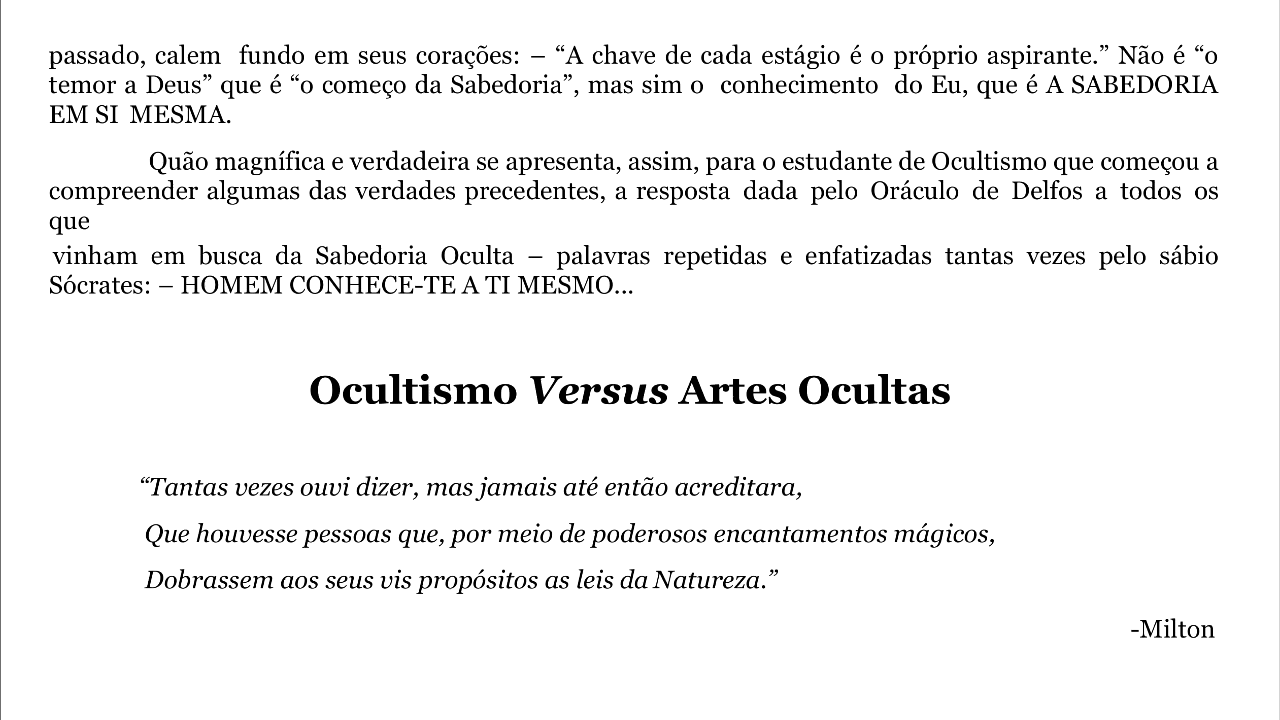 passado, calem fundo em seus corações: – “A chave de cada estágio é o próprio aspirante.” Não é “o
temor a Deus” que é “o começo da Sabedoria”, mas sim o conhecimento do Eu, que é A SABEDORIA
EM SI MESMA.
Quão magnífica e verdadeira se apresenta, assim, para o estudante de Ocultismo que começou a
compreender algumas das verdades precedentes, a resposta dada pelo Oráculo de Delfos a todos os
que
vinham em busca da Sabedoria Oculta – palavras repetidas e enfatizadas tantas vezes pelo sábio
Sócrates: – HOMEM CONHECE-TE A TI MESMO...
Ocultismo Versus Artes Ocultas
“Tantas vezes ouvi dizer, mas jamais até então acreditara,
Que houvesse pessoas que, por meio de poderosos encantamentos mágicos,
Dobrassem aos seus vis propósitos as leis da Natureza.”
-Milton